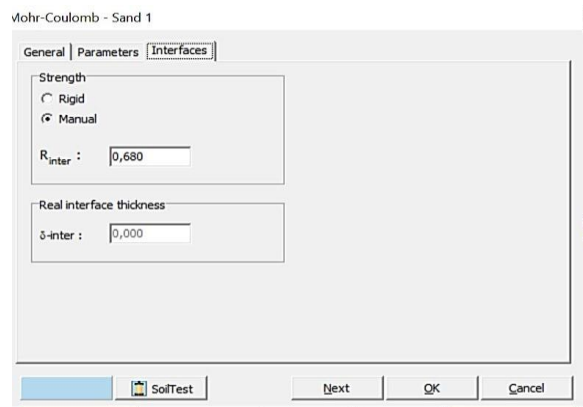 Mohr-Coulomb - Sand 1
General Parameters Interfaces
Strength
Rigid
Manual
Rinter : 0,680
Real interface thickness
δ-inter : 0,000
SoilTest Next OK Cancel